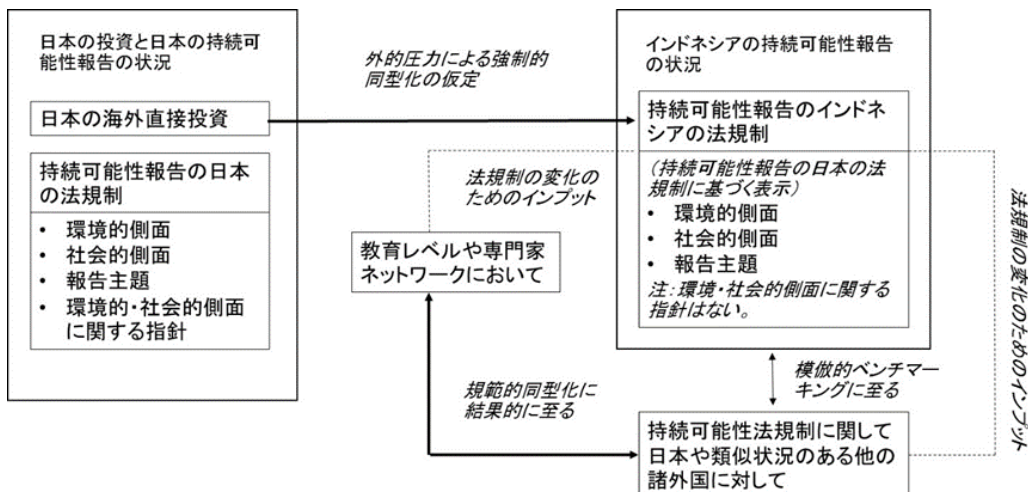 日本の投資と日本の持続可
能性報告の状況
日本の海外直接投資
持続可能性報告の日本
の法規制
• 環境的側面
• 社会的側面
• 報告主題
• 環境的・社会的側面
に関する指針
外的圧力による強制的
同型化の仮定
法規制の変化の
ためのインプット
教育レベルや専門家
ネットワークにおいて
規範的同型化に
結果的に至る
インドネシアの持続可能性報告
の状況
持続可能性報告のインドネ
シアの法規制
(持続可能性報告の日本の法
規制に基づく表示)
• 環境的側面
• 社会的側面
• 報告主題
注:環境・社会的側面に関する
指針はない。
模倣的ベンチマー
キングに至る
持続可能性法規制に関して
日本や類似状況のある他の
諸外国に対して
法規制の変化のためのインプット